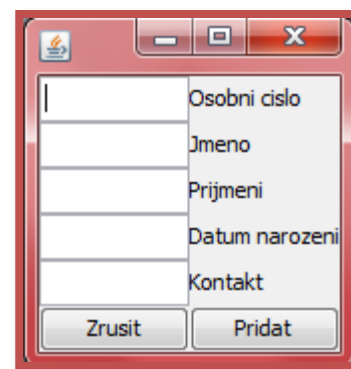 Osobni cislo
Jmeno
Prijmeni
Datum narozeni
Kontakt
Zrusit Pridat